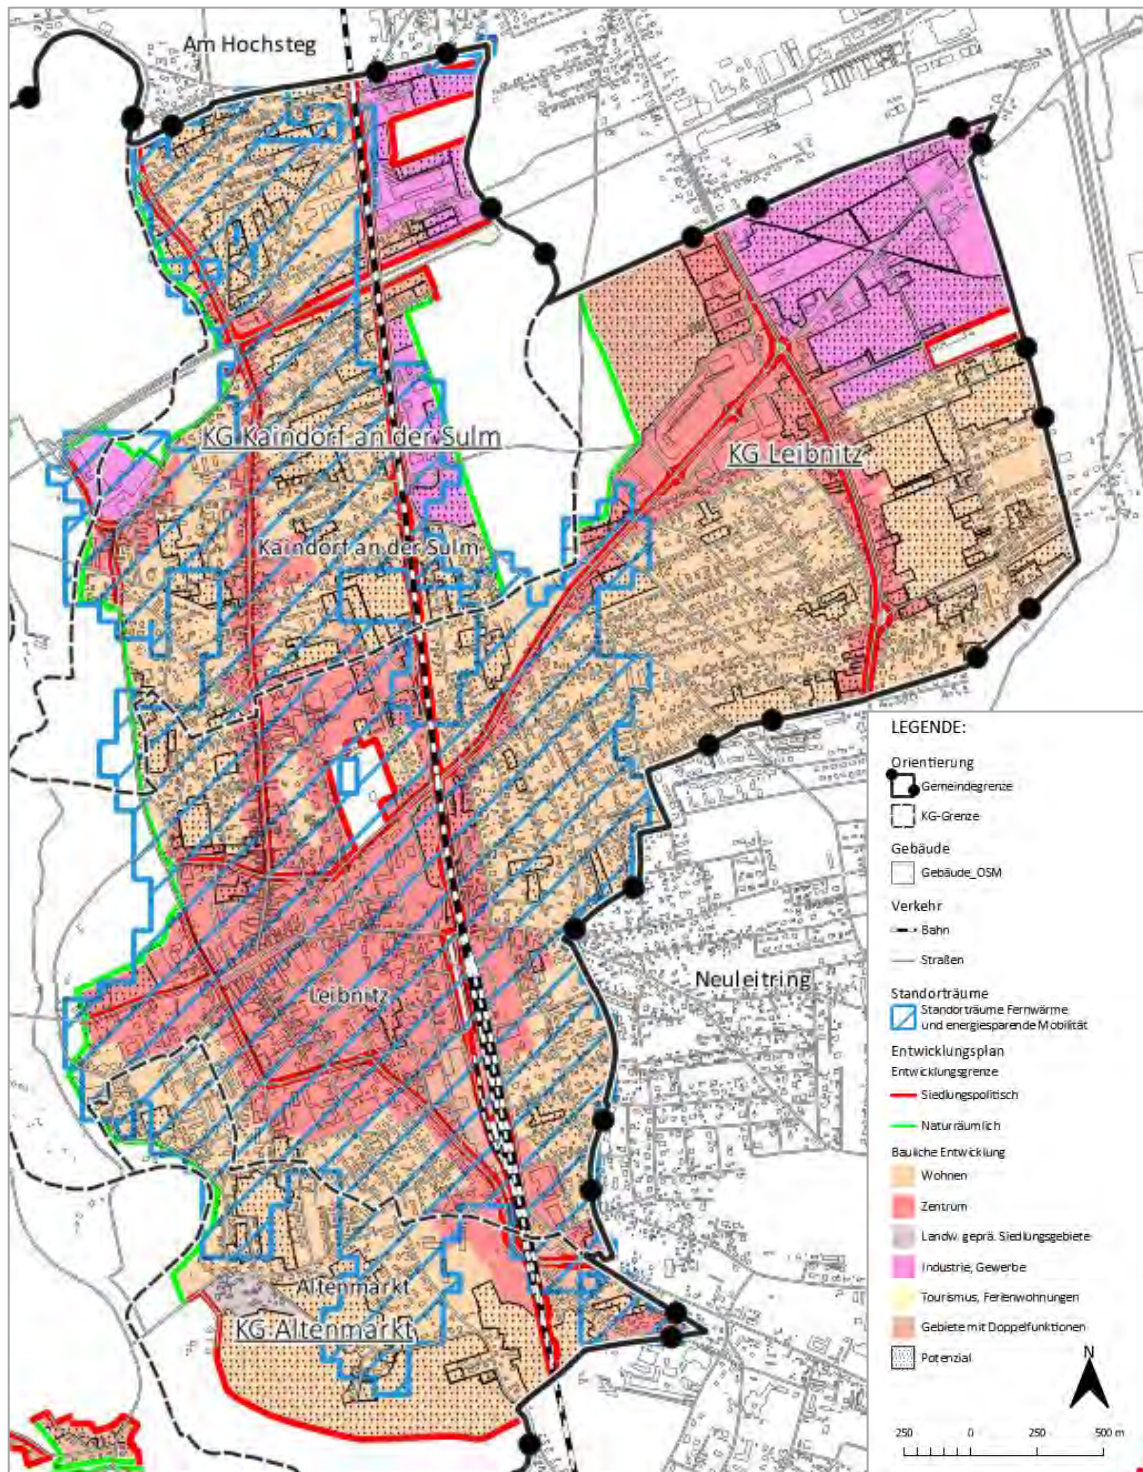 Am Hochsteg
KG Kaindorf an der Sulm
KG Leibnitz
Kaindorf an der Sulm
Neuleitring
Leibnitz
Altenmarkt
KG Altenmarkt
LEGENDE:
Orientierung
Gemeindegrenze
KG-Grenze
Gebäude
Gebäude_OSM
Verkehr
Bahn
Straßen
Standorträume
Standorträume Fernwärme
und energiesparende Mobilität
Entwicklungsplan
Entwicklungsgrenze
Siedlungspolitisch
Naturräumlich
Bauliche Entwicklung
Wohnen
Zentrum
Landw. geprä. Siedlungsgebiete
Industrie, Gewerbe
Tourismus, Ferienwohnungen
Gebiete mit Doppelfunktionen
Potenzial
N
250 0 250 500 m